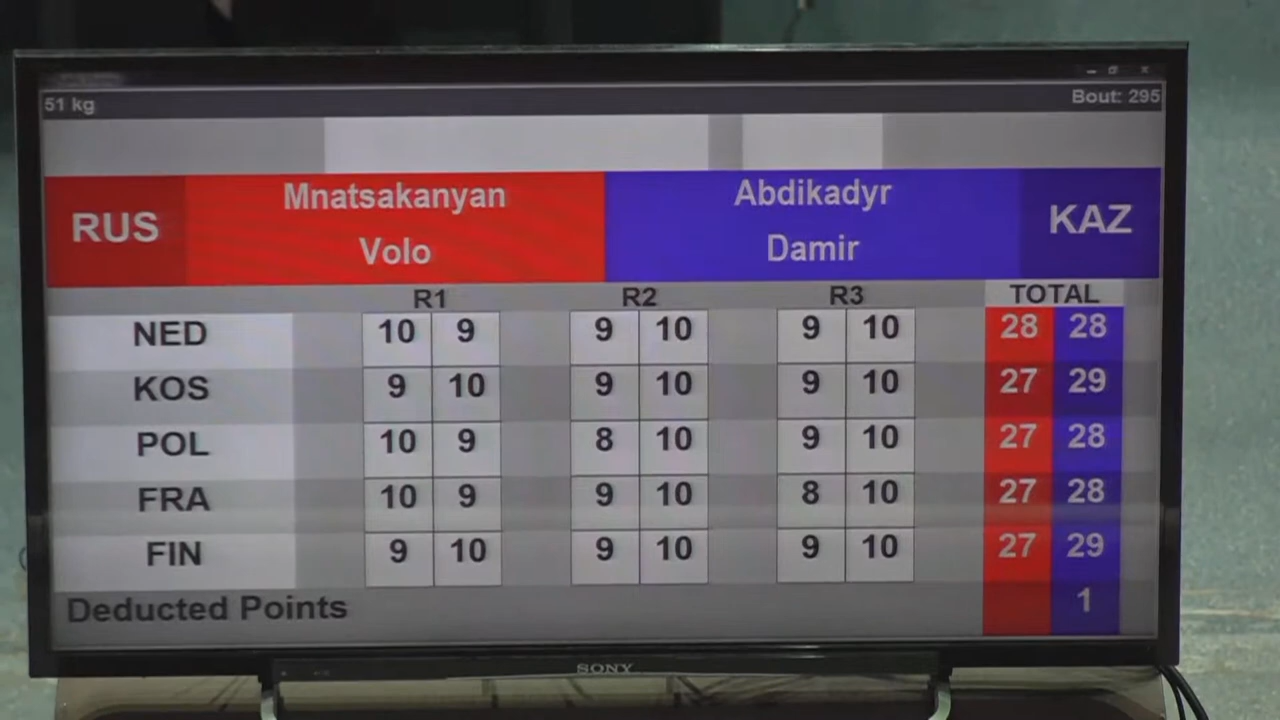 51 kg Bout: 295
RUS Mnatsakanyan Volo Abdikadyr Damir KAZ
R1 R2 R3 TOTAL
NED 10 9 9 10 9 10 28 28
KOS 9 10 9 10 9 10 27 29
POL 10 9 8 10 9 10 27 28
FRA 10 9 9 10 8 10 27 28
FIN 9 10 9 10 9 10 27 29
Deducted Points 1
SONY